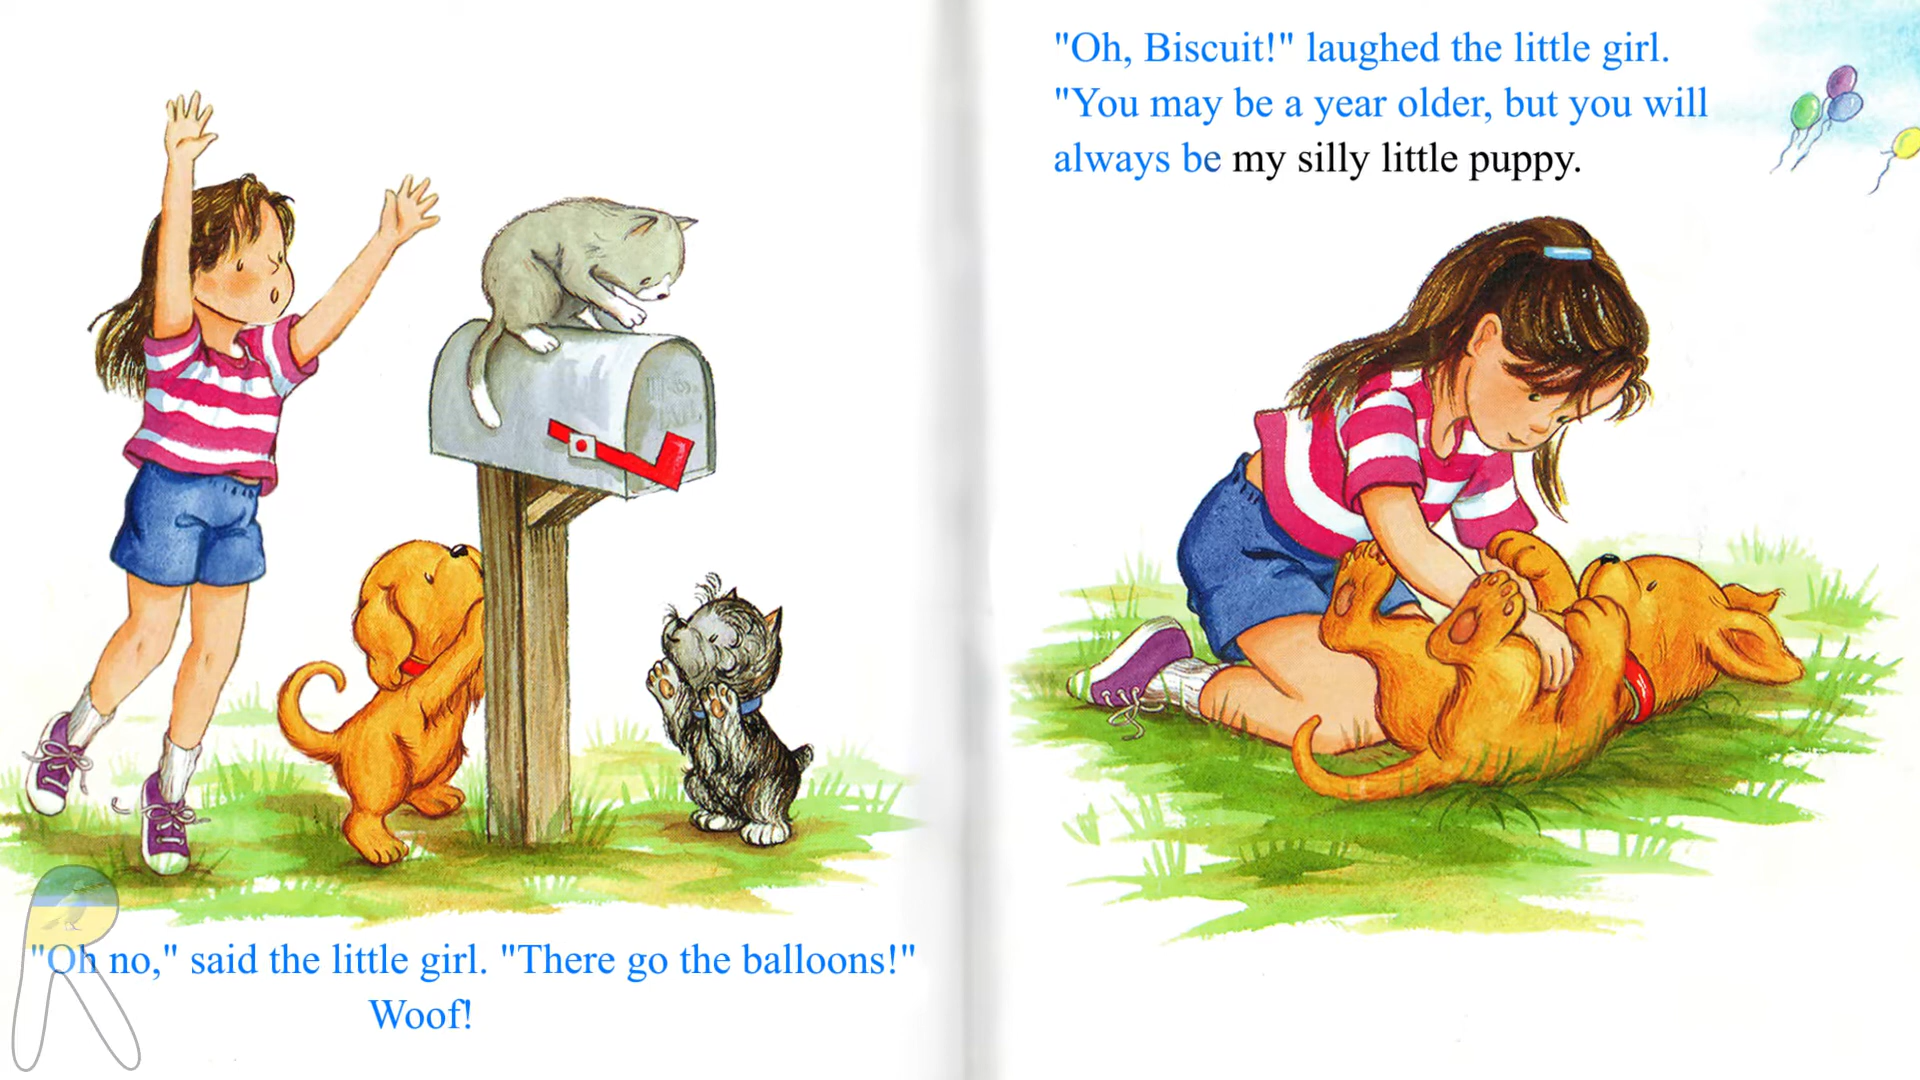 "Oh no," said the little girl. "There go the balloons!"
Woof!
"Oh, Biscuit!" laughed the little girl.
"You may be a year older, but you will
always be my silly little puppy.